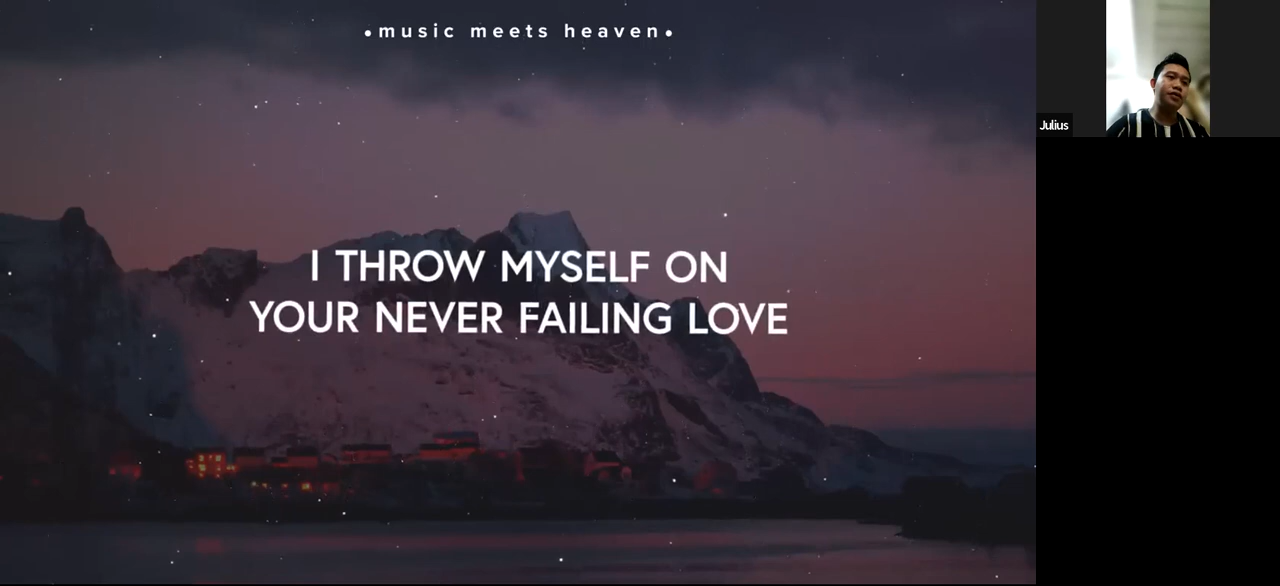 •music meets heaven•
I THROW MYSELF ON
YOUR NEVER FAILING LOVE
Julius